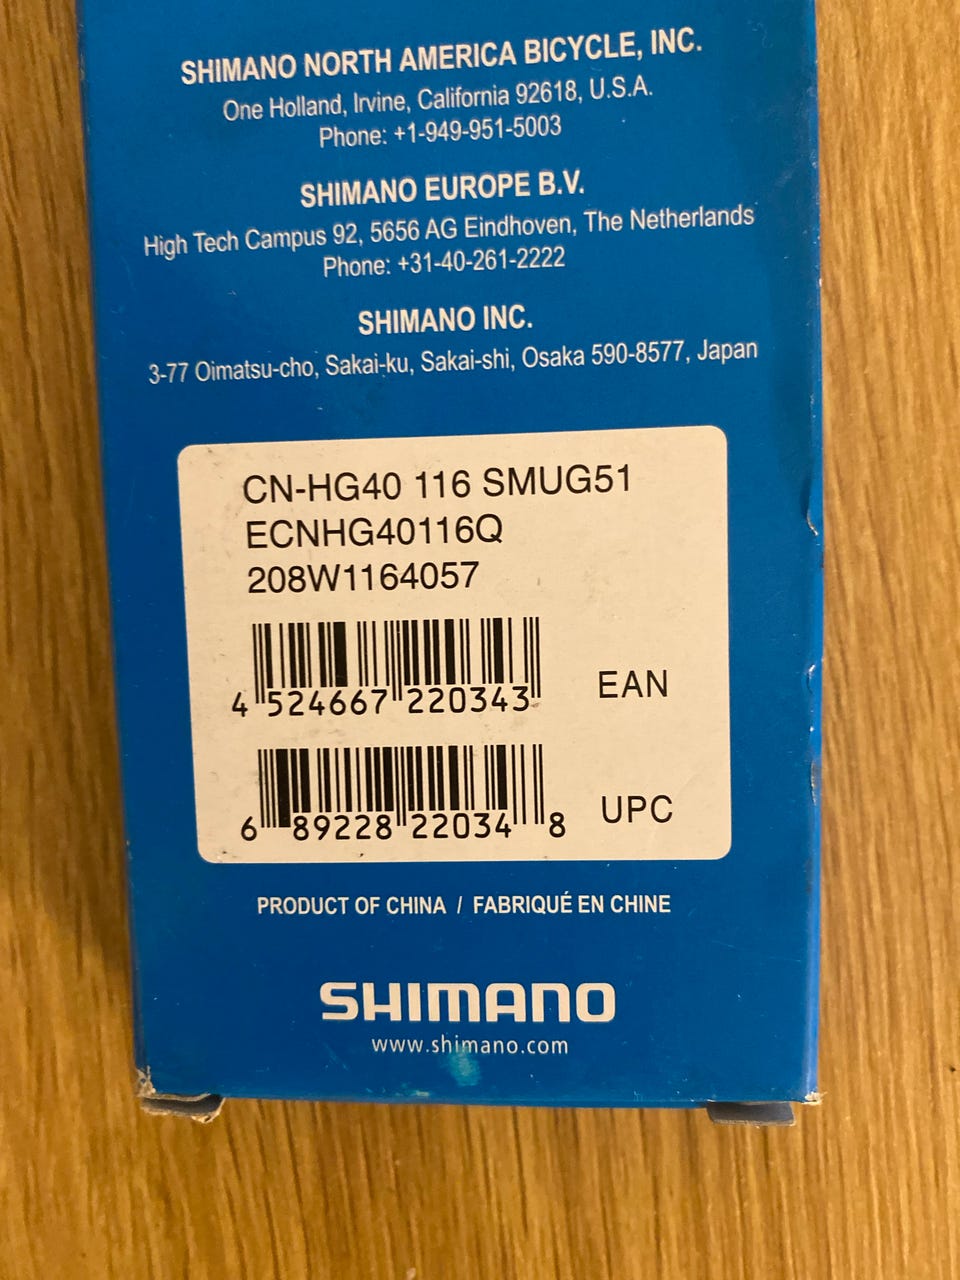 SHIMANO NORTH AMERICA BICYCLE, INC.
One Holland, Irvine, California 92618, U.S.A.
Phone: +1-949-951-5003
SHIMANO EUROPE B.V.
High Tech Campus 92, 5656 AG Eindhoven, The Netherlands
Phone: +31-40-261-2222
SHIMANO INC.
3-77 Oimatsu-cho, Sakai-ku, Sakai-shi, Osaka 590-8577, Japan
CN-HG40 116 SMUG51
ECNHG40116Q
208W1164057
4 524667 220343 EAN
6 89228 22034 8 UPC
PRODUCT OF CHINA / FABRIQUÉ EN CHINE
SHIMANO
www.shimano.com